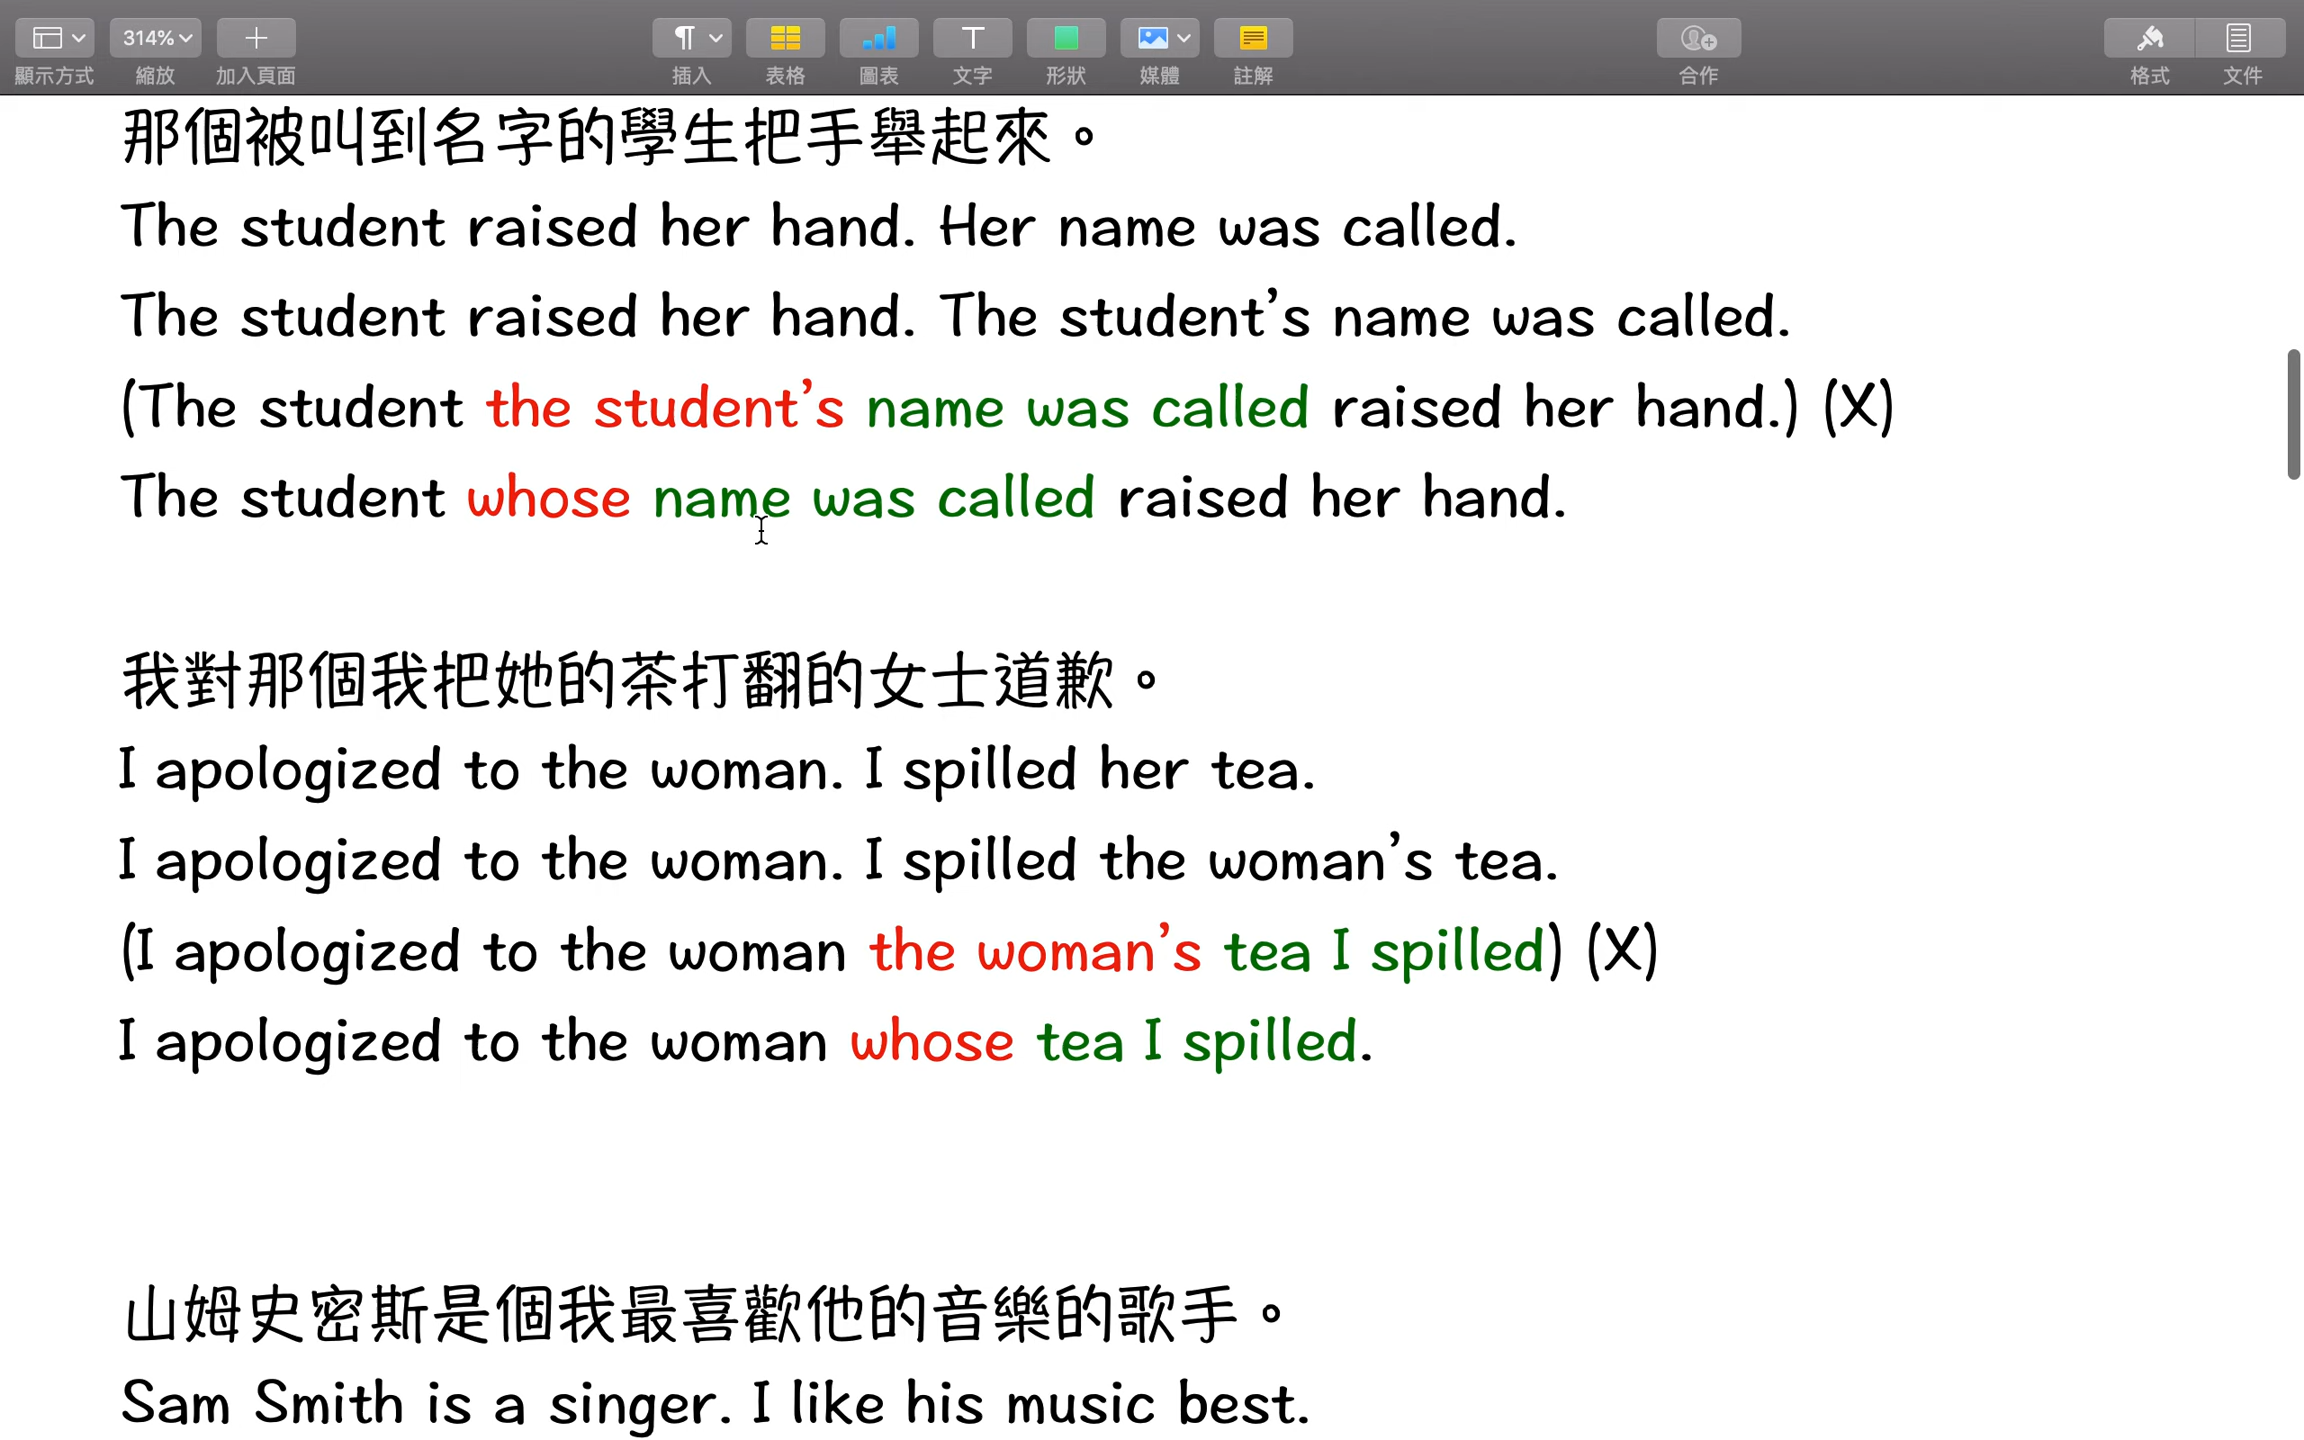 314%
顯示方式 縮放 加入頁面 插入 表格 圖表 文字 形狀 媒體 註解 合作 格式 文件
那個被叫到名字的學生把手舉起來。
The student raised her hand. Her name was called.
The student raised her hand. The student’s name was called.
(The student the student’s name was called raised her hand.) (X)
The student whose name was called raised her hand.
我對那個我把她的茶打翻的女士道歉。
I apologized to the woman. I spilled her tea.
I apologized to the woman. I spilled the woman’s tea.
(I apologized to the woman the woman’s tea I spilled) (X)
I apologized to the woman whose tea I spilled.
山姆史密斯是個我最喜歡他的音樂的歌手。
Sam Smith is a singer. I like his music best.